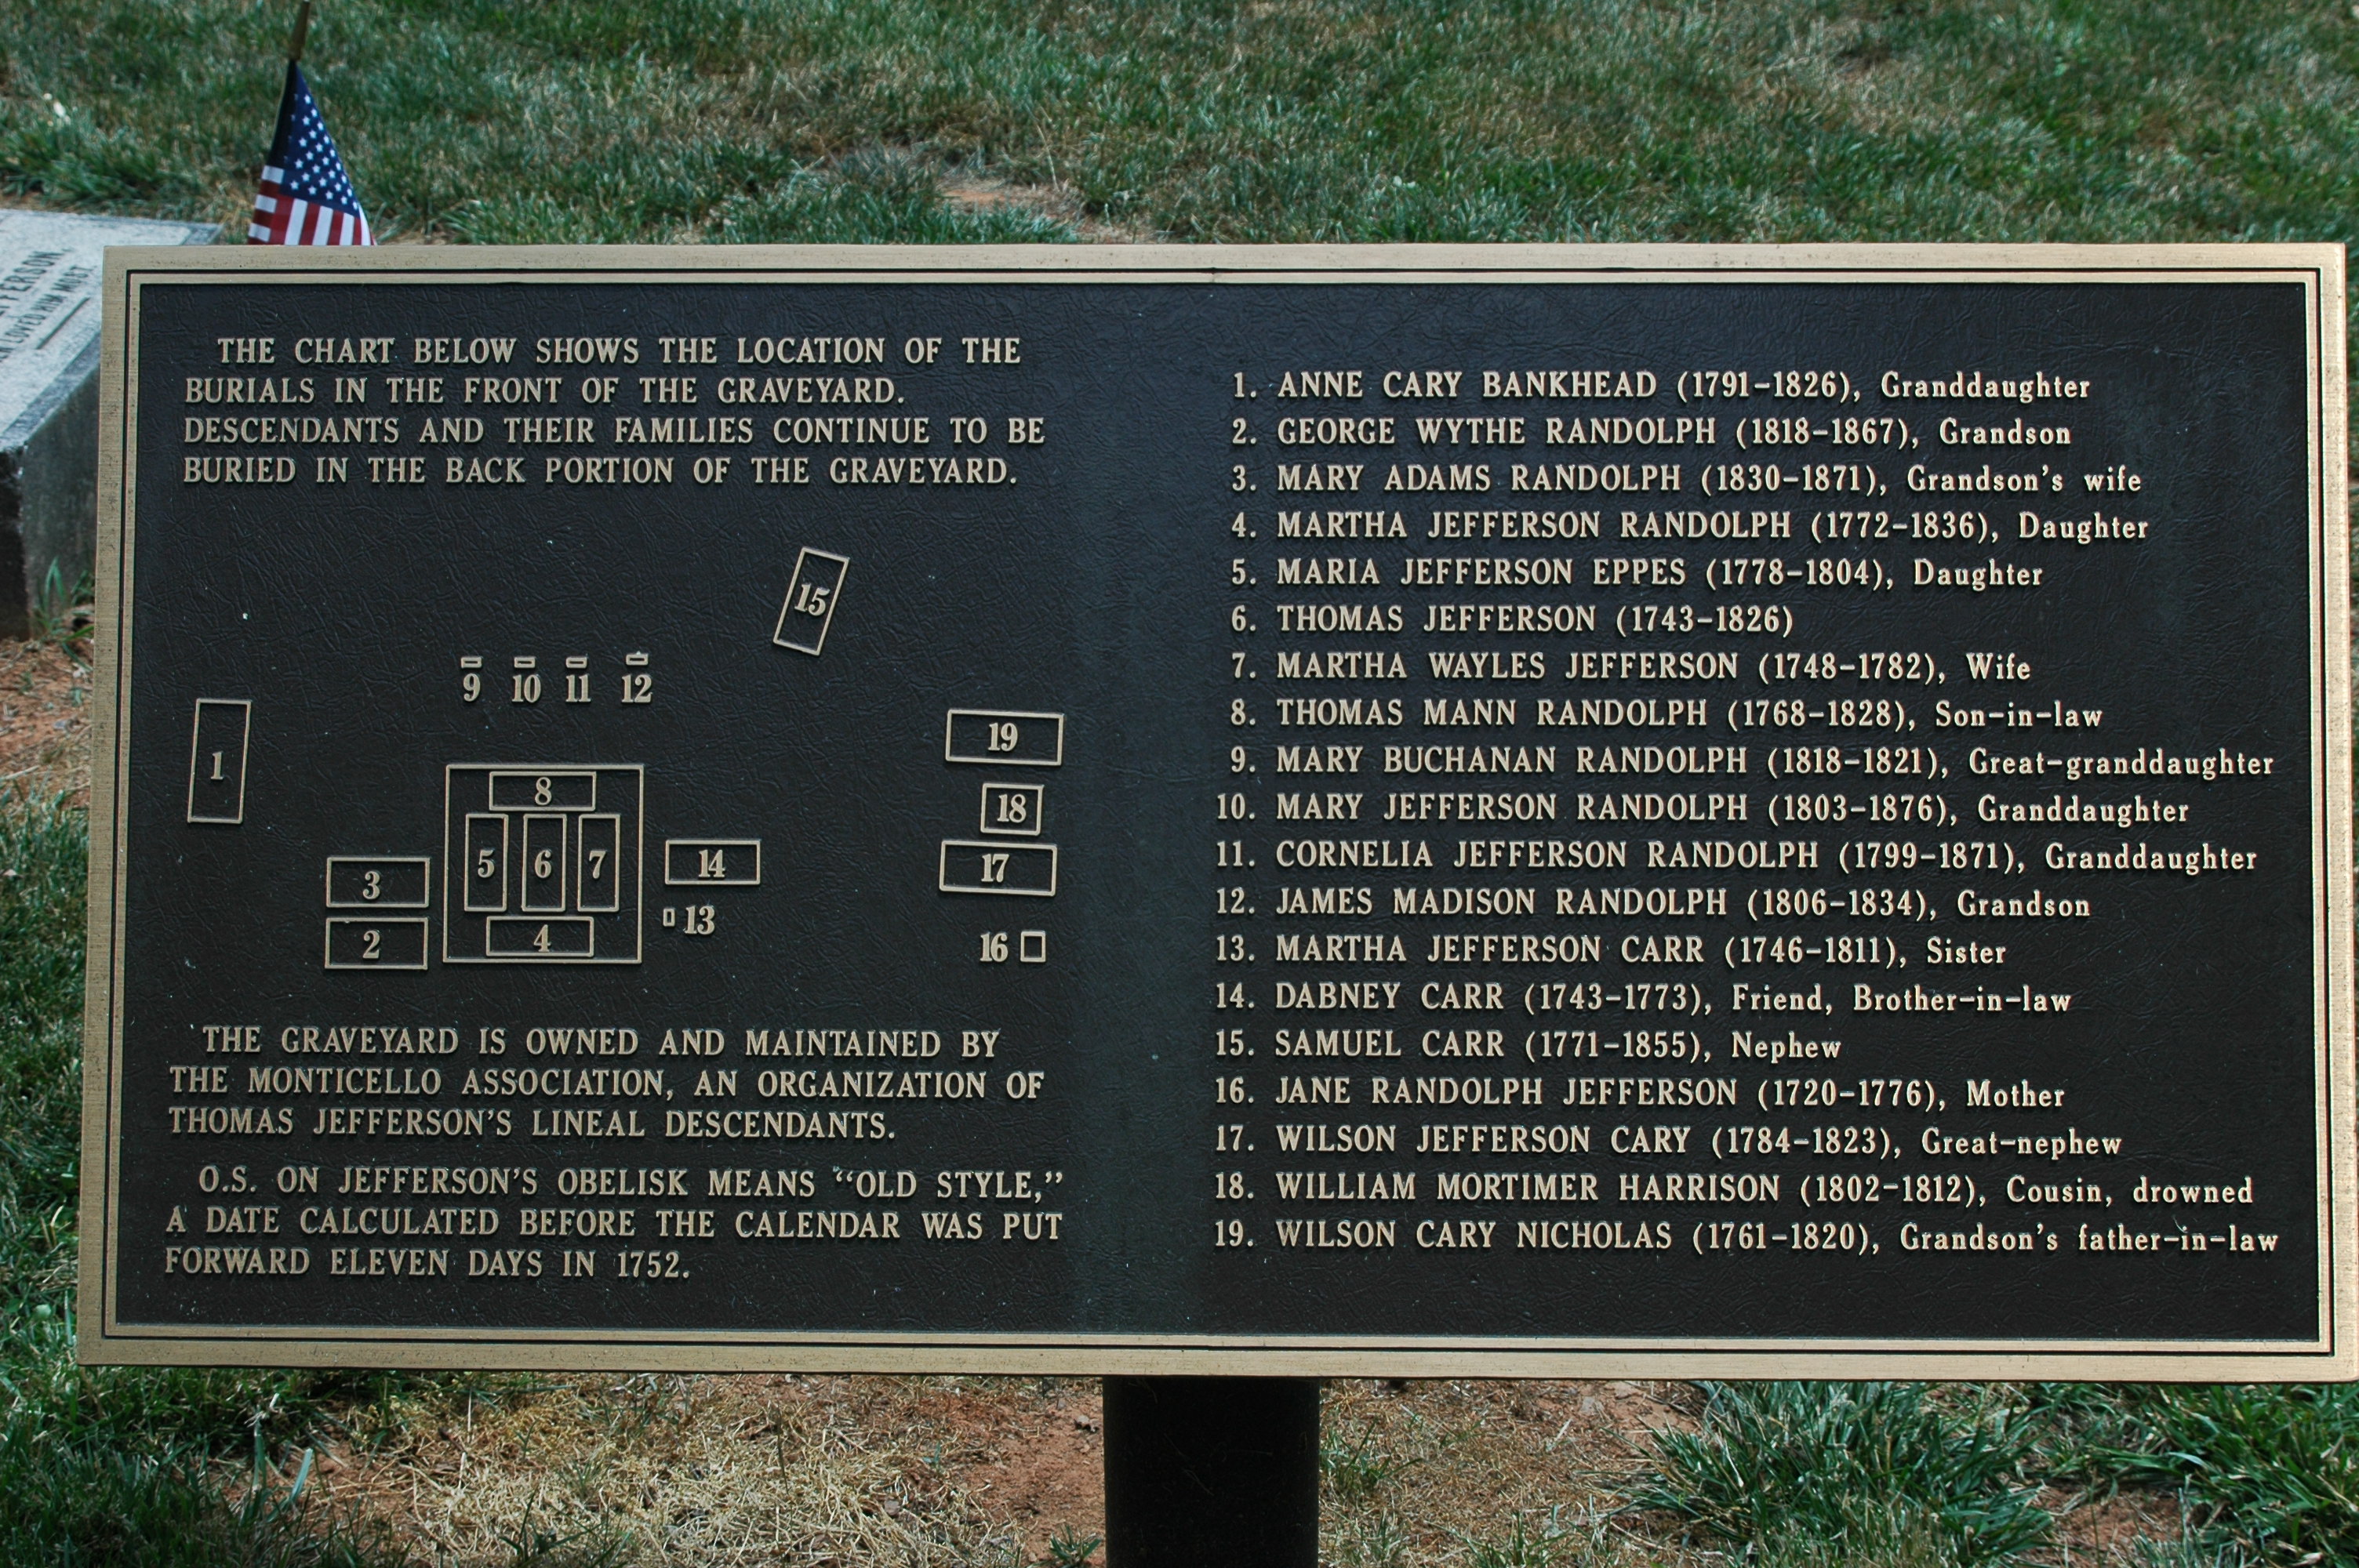 FFERSON
THE CHART BELOW SHOWS THE LOCATION OF THE
BURIALS IN THE FRONT OF THE GRAVEYARD.
DESCENDANTS AND THEIR FAMILIES CONTINUE TO BE
BURIED IN THE BACK PORTION OF THE GRAVEYARD.
15
9 10 11 12
1
19
8
18
5 6 7
14
17
3
13
2
4
16
THE GRAVEYARD IS OWNED AND MAINTAINED BY
THE MONTICELLO ASSOCIATION, AN ORGANIZATION OF
THOMAS JEFFERSON'S LINEAL DESCENDANTS.
O.S. ON JEFFERSON'S OBELISK MEANS "OLD STYLE,"
A DATE CALCULATED BEFORE THE CALENDAR WAS PUT
FORWARD ELEVEN DAYS IN 1752.
1. ANNE CARY BANKHEAD (1791-1826), Granddaughter
2. GEORGE WYTHE RANDOLPH (1818-1867), Grandson
3. MARY ADAMS RANDOLPH (1830-1871), Grandson's wife
4. MARTHA JEFFERSON RANDOLPH (1772-1836), Daughter
5. MARIA JEFFERSON EPPES (1778-1804), Daughter
6. THOMAS JEFFERSON (1743-1826)
7. MARTHA WAYLES JEFFERSON (1748-1782), Wife
8. THOMAS MANN RANDOLPH (1768-1828), Son-in-law
9. MARY BUCHANAN RANDOLPH (1818-1821), Great-granddaughter
10. MARY JEFFERSON RANDOLPH (1803-1876), Granddaughter
11. CORNELIA JEFFERSON RANDOLPH (1799-1871), Granddaughter
12. JAMES MADISON RANDOLPH (1806-1834), Grandson
13. MARTHA JEFFERSON CARR (1746-1811), Sister
14. DABNEY CARR (1743-1773), Friend, Brother-in-law
15. SAMUEL CARR (1771-1855), Nephew
16. JANE RANDOLPH JEFFERSON (1720-1776), Mother
17. WILSON JEFFERSON CARY (1784-1823), Great-nephew
18. WILLIAM MORTIMER HARRISON (1802-1812), Cousin, drowned
19. WILSON CARY NICHOLAS (1761-1820), Grandson's father-in-law